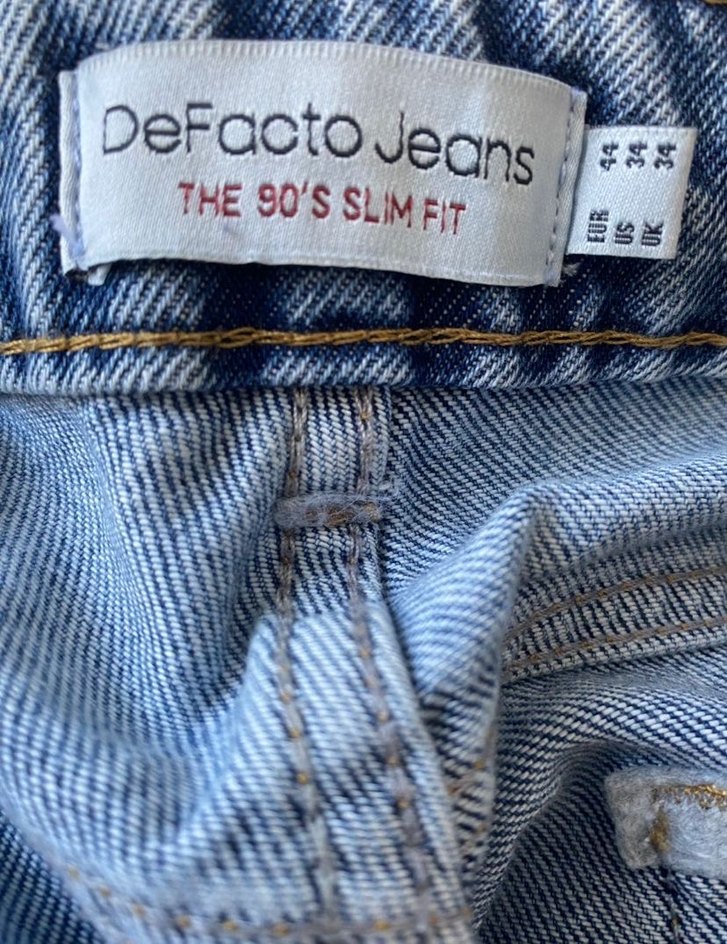 DeFacto Jeans
THE 90'S SLIM FIT
EUR 44
US 34
UK 34